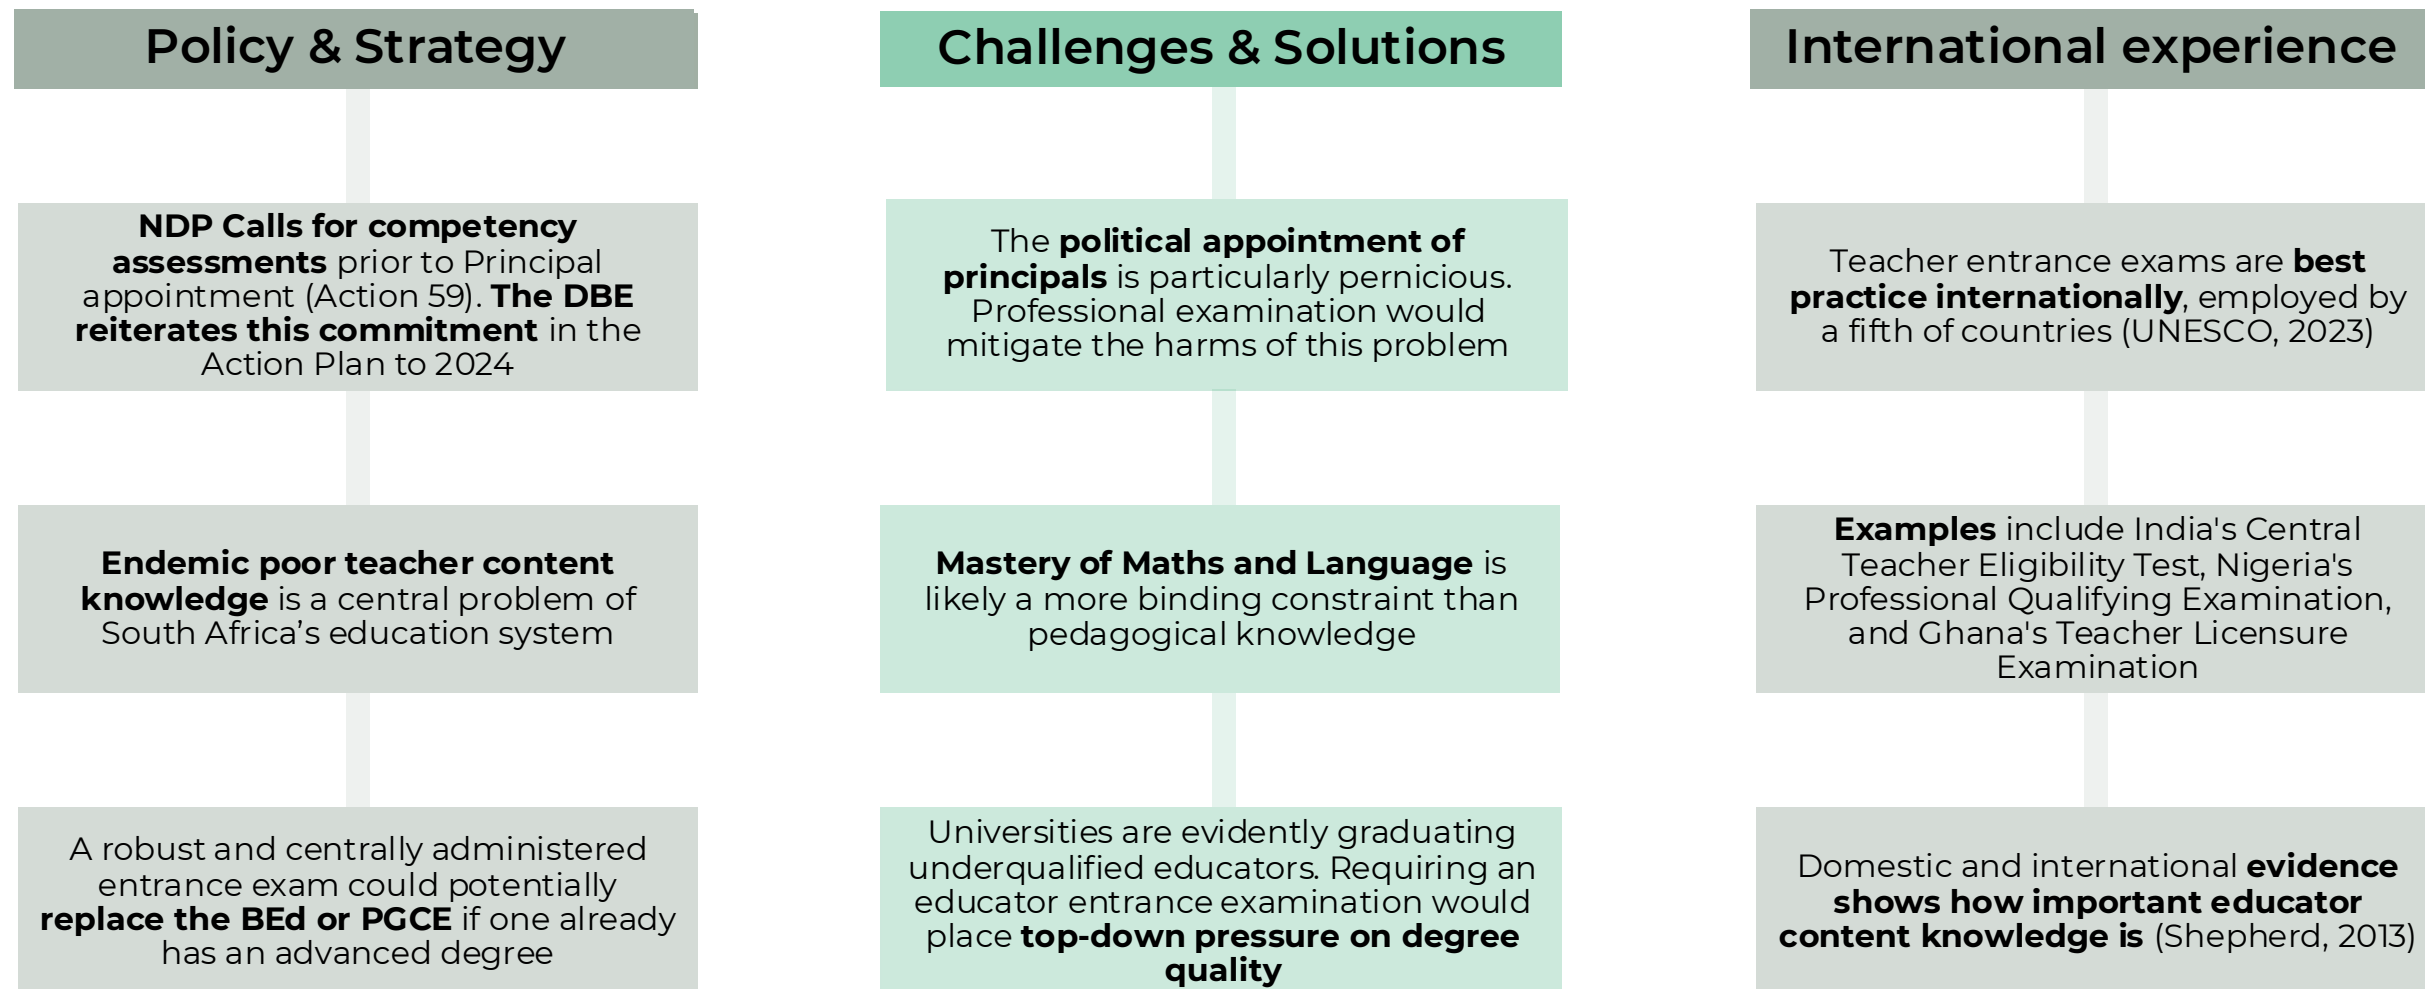 Policy & Strategy
NDP Calls for competency
assessments prior to Principal
appointment (Action 59). The DBE
reiterates this commitment in the
Action Plan to 2024
Endemic poor teacher content
knowledge is a central problem of
South Africa’s education system
A robust and centrally administered
entrance exam could potentially
replace the BEd or PGCE if one already
has an advanced degree
Challenges & Solutions
The political appointment of
principals is particularly pernicious.
Professional examination would
mitigate the harms of this problem
Mastery of Maths and Language is
likely a more binding constraint than
pedagogical knowledge
Universities are evidently graduating
underqualified educators. Requiring an
educator entrance examination would
place top-down pressure on degree
quality
International experience
Teacher entrance exams are best
practice internationally, employed by
a fifth of countries (UNESCO, 2023)
Examples include India's Central
Teacher Eligibility Test, Nigeria's
Professional Qualifying Examination,
and Ghana's Teacher Licensure
Examination
Domestic and international evidence
shows how important educator
content knowledge is (Shepherd, 2013)